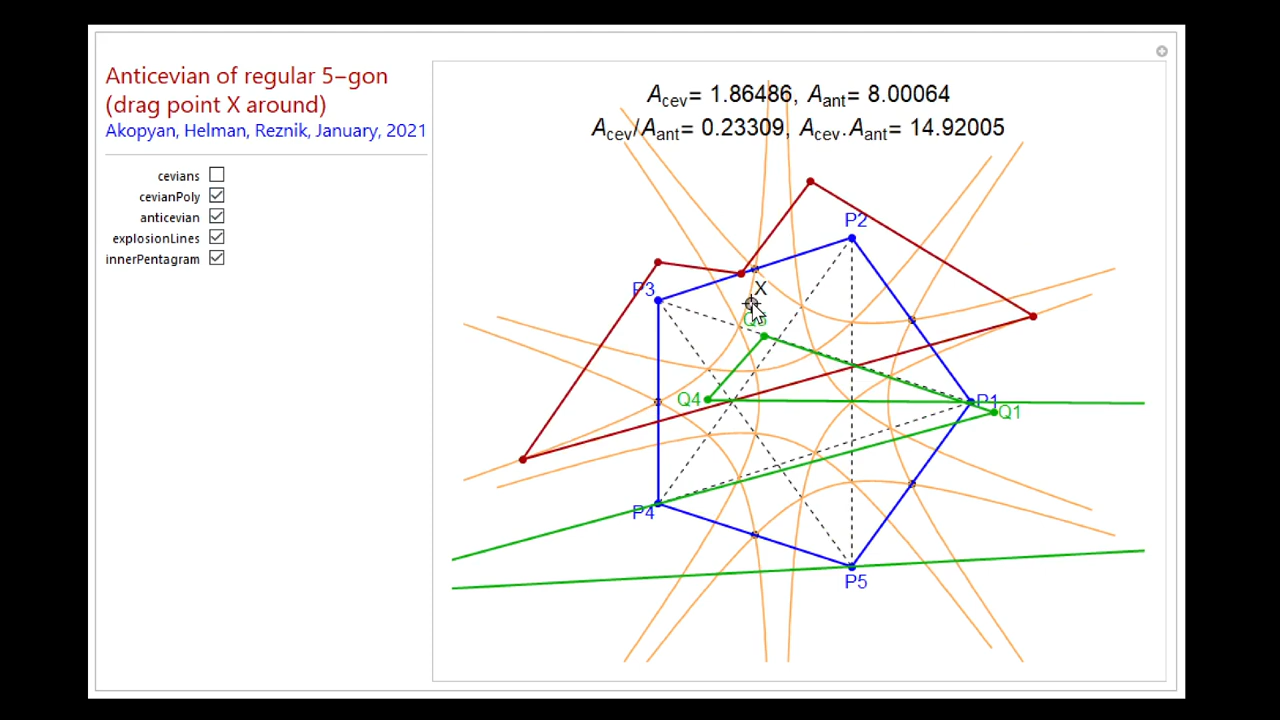 Anticevian of regular 5-gon
(drag point X around)
Akopyan, Helman, Reznik, January, 2021
cevians
cevianPoly
anticevian
explosionLines
innerPentagram
Acev= 1.86486, Aant= 8.00064
Acev/Aant= 0.23309, Acev.Aant= 14.92005
P2
P3
X
Q4
P1
Q1
P4
P5